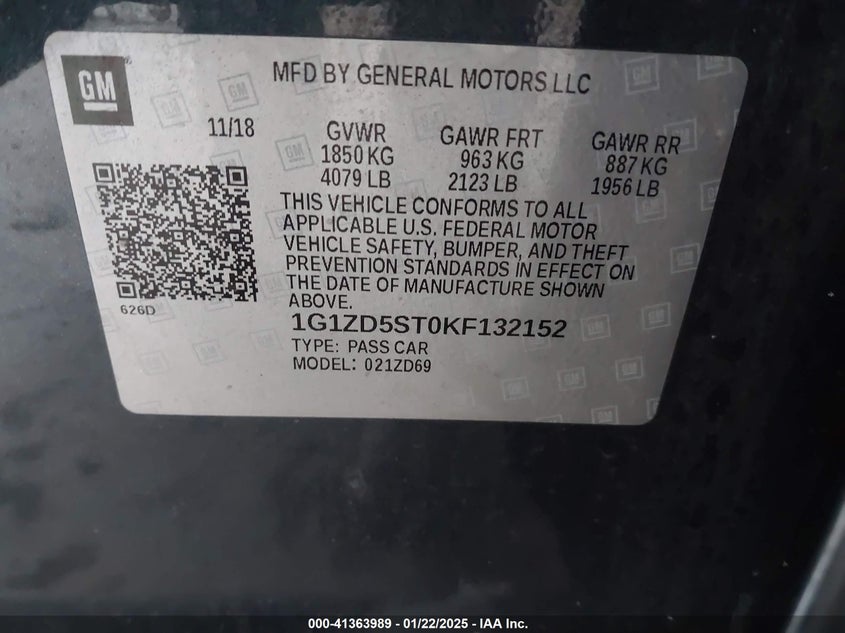 GM
MFD BY GENERAL MOTORS LLC
11/18
GVWR
1850 KG
4079 LB
GAWR FRT
963 KG
2123 LB
GAWR RR
887 KG
1956 LB
THIS VEHICLE CONFORMS TO ALL
APPLICABLE U.S. FEDERAL MOTOR
VEHICLE SAFETY, BUMPER, AND THEFT
PREVENTION STANDARDS IN EFFECT ON
THE DATE OF MANUFACTURE SHOWN
ABOVE.
626D
1G1ZD5ST0KF132152
TYPE: PASS CAR
MODEL: 021ZD69
000-41363989 - 01/22/2025 - IAA Inc.